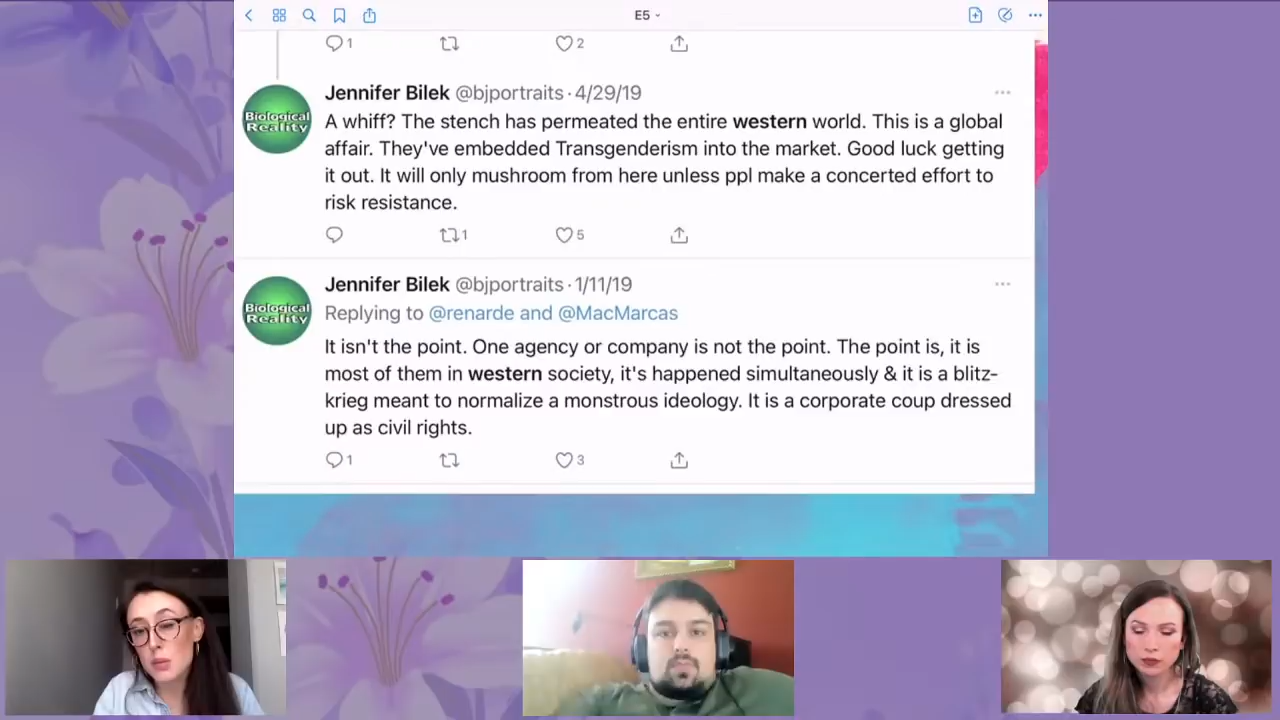 E5
1
2
Jennifer Bilek @bjportraits · 4/29/19
Biological
Reality
A whiff? The stench has permeated the entire western world. This is a global
affair. They've embedded Transgenderism into the market. Good luck getting
it out. It will only mushroom from here unless ppl make a concerted effort to
risk resistance.
1
5
Jennifer Bilek @bjportraits · 1/11/19
Biological
Reality
Replying to @renarde and @MacMarcas
It isn't the point. One agency or company is not the point. The point is, it is
most of them in western society, it's happened simultaneously & it is a blitz-
krieg meant to normalize a monstrous ideology. It is a corporate coup dressed
up as civil rights.
1
3